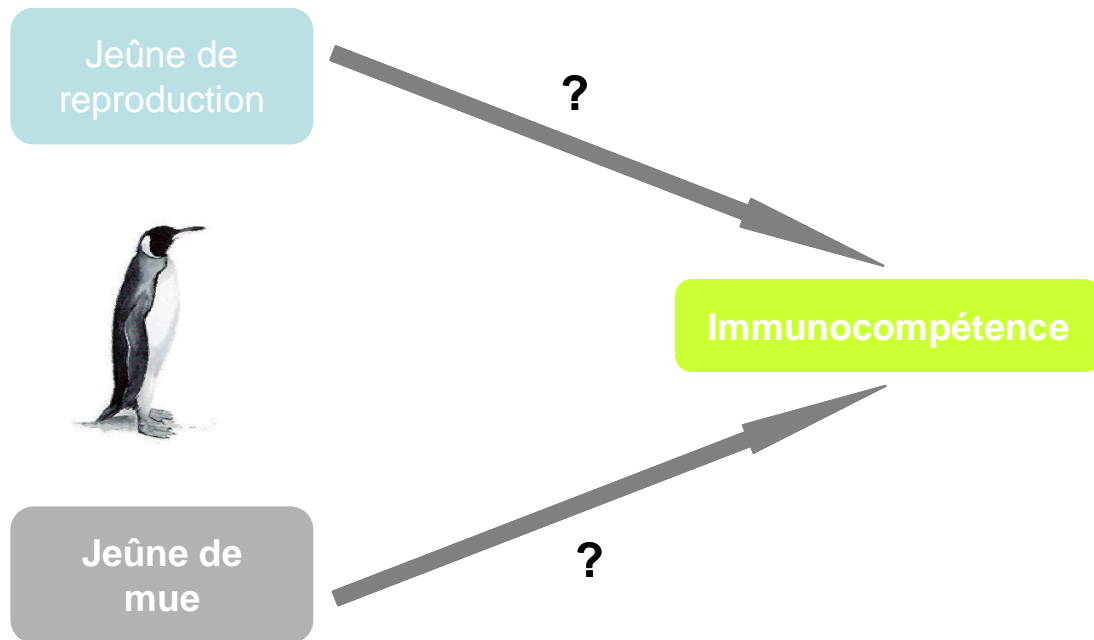 Jeûne de
reproduction
?
Immunocompétence
Jeûne de
mue
?